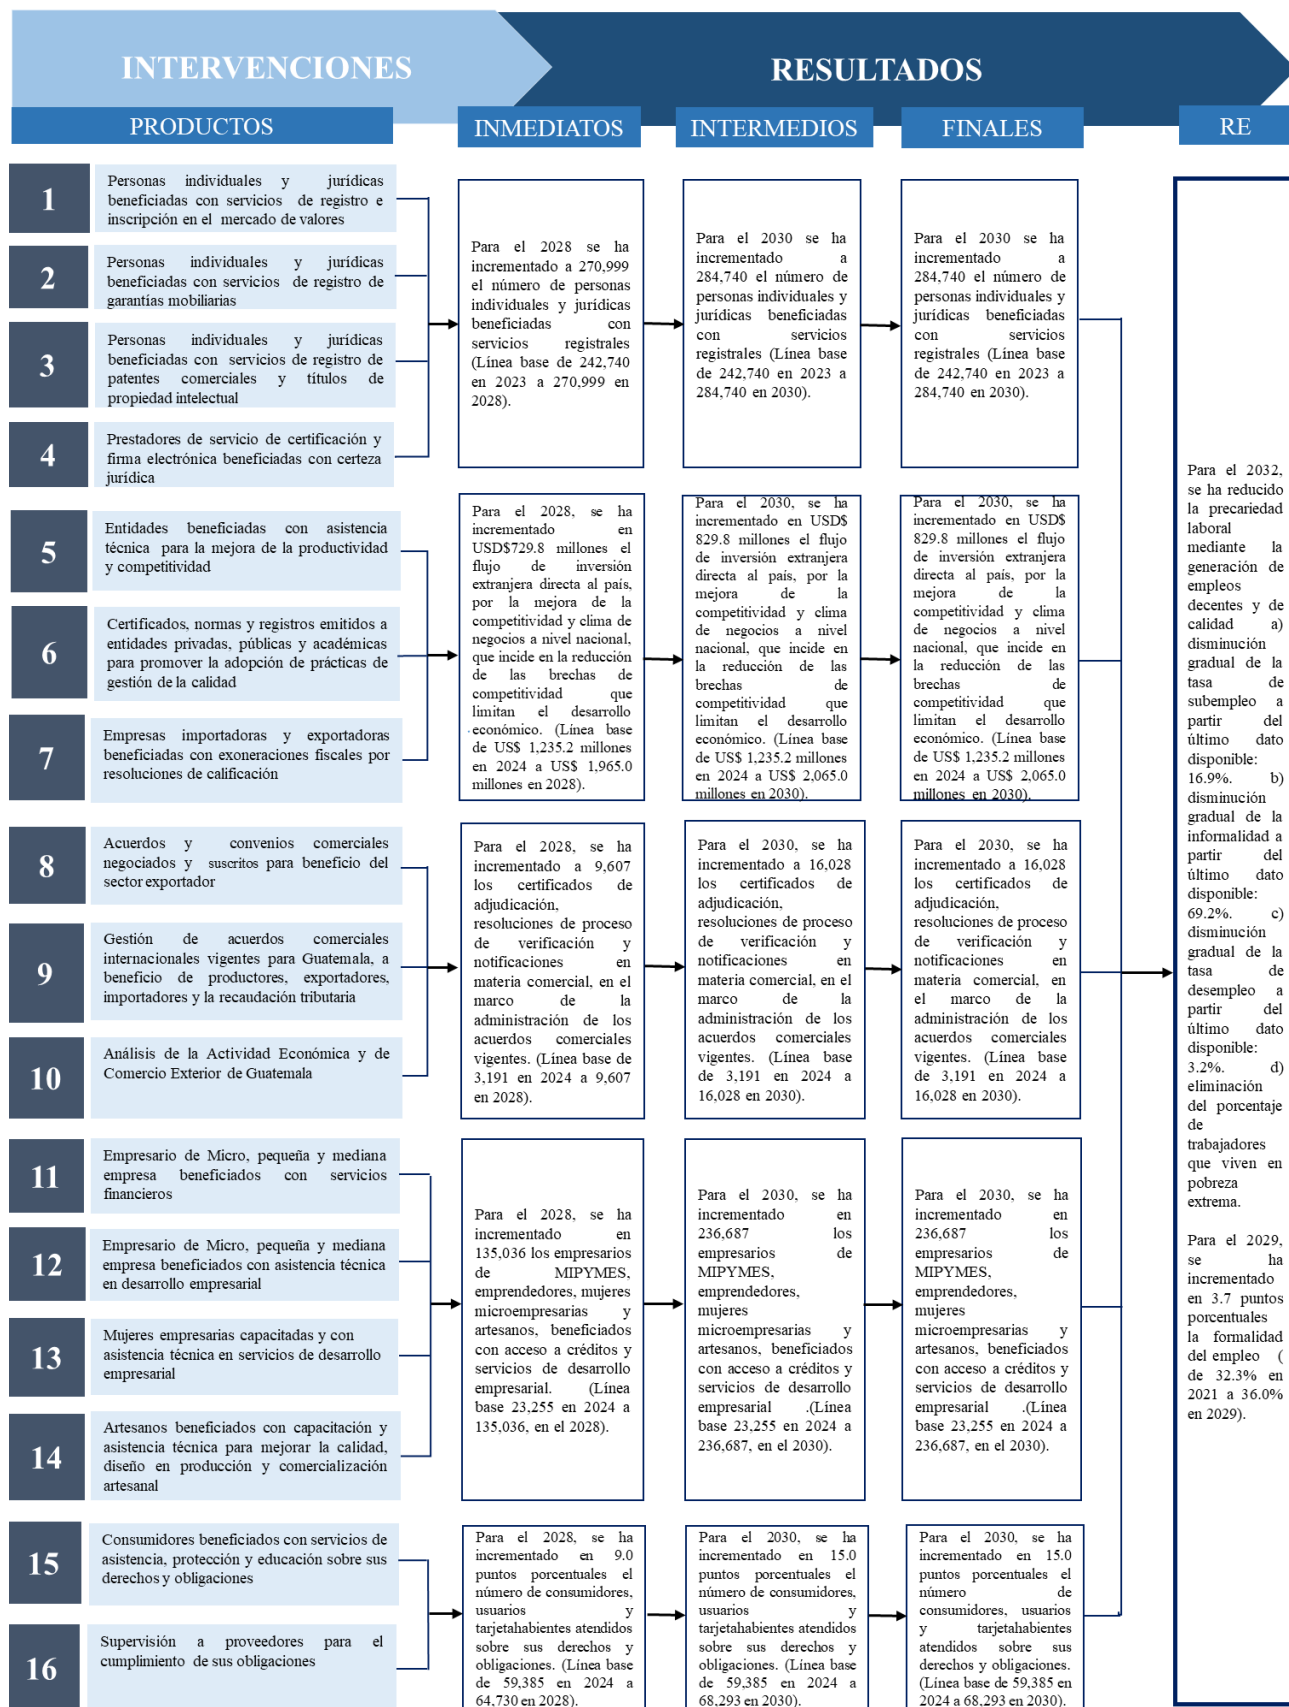 INTERVENCIONES
RESULTADOS
PRODUCTOS
INMEDIATOS
INTERMEDIOS
FINALES
RE
1
Personas individuales y jurídicas
beneficiadas con servicios de registro e
inscripción en el mercado de valores
2
Personas individuales y jurídicas
beneficiadas con servicios de registro de
garantías mobiliarias
3
Personas individuales y jurídicas
beneficiadas con servicios de registro de
patentes comerciales y títulos de
propiedad intelectual
4
Prestadores de servicio de certificación y
firma electrónica beneficiadas con certeza
jurídica
Para el 2028 se ha
incrementado a 270,999
el número de personas
individuales y jurídicas
beneficiadas con
servicios registrales
(Línea base de 242,740
en 2023 a 270,999 en
2028).
Para el 2030 se ha
incrementado a
284,740 el número de
personas individuales y
jurídicas beneficiadas
con servicios
registrales (Línea base
de 242,740 en 2023 a
284,740 en 2030).
Para el 2030 se ha
incrementado a
284,740 el número de
personas individuales y
jurídicas beneficiadas
con servicios
registrales (Línea base
de 242,740 en 2023 a
284,740 en 2030).
5
Entidades beneficiadas con asistencia
técnica para la mejora de la productividad
y competitividad
6
Certificados, normas y registros emitidos a
entidades privadas, públicas y académicas
para promover la adopción de prácticas de
gestión de la calidad
7
Empresas importadoras y exportadoras
beneficiadas con exoneraciones fiscales por
resoluciones de calificación
Para el 2028, se ha
incrementado en
USD$729.8 millones el
flujo de inversión
extranjera directa al país,
por la mejora de la
competitividad y clima de
negocios a nivel nacional,
que incide en la reducción
de las brechas de
competitividad que
limitan el desarrollo
económico. (Línea base
de US$ 1,235.2 millones
en 2024 a US$ 1,965.0
millones en 2028).
Para el 2030, se ha
incrementado en USD$
829.8 millones el flujo
de inversión extranjera
directa al país, por la
mejora de la
competitividad y clima
de negocios a nivel
nacional, que incide en
la reducción de las
brechas de
competitividad que
limitan el desarrollo
económico. (Línea base
de US$ 1,235.2 millones
en 2024 a US$ 2,065.0
millones en 2030).
Para el 2030, se ha
incrementado en USD$
829.8 millones el flujo
de inversión extranjera
directa al país, por la
mejora de la
competitividad y clima
de negocios a nivel
nacional, que incide en
la reducción de las
brechas de
competitividad que
limitan el desarrollo
económico. (Línea base
de US$ 1,235.2 millones
en 2024 a US$ 2,065.0
millones en 2030).
8
Acuerdos y convenios comerciales
negociados y suscritos para beneficio del
sector exportador
9
Gestión de acuerdos comerciales
internacionales vigentes para Guatemala, a
beneficio de productores, exportadores,
importadores y la recaudación tributaria
10
Análisis de la Actividad Económica y de
Comercio Exterior de Guatemala
Para el 2028, se ha
incrementado a 9,607
los certificados de
adjudicación,
resoluciones de proceso
de verificación y
notificaciones en
materia comercial, en el
marco de la
administración de los
acuerdos comerciales
vigentes. (Línea base de
3,191 en 2024 a 9,607
en 2028).
Para el 2030, se ha
incrementado a 16,028
los certificados de
adjudicación,
resoluciones de proceso
de verificación y
notificaciones en
materia comercial, en el
marco de la
administración de los
acuerdos comerciales
vigentes. (Línea base
de 3,191 en 2024 a
16,028 en 2030).
Para el 2030, se ha
incrementado a 16,028
los certificados de
adjudicación,
resoluciones de proceso
de verificación y
notificaciones en
materia comercial, en
el marco de la
administración de los
acuerdos comerciales
vigentes. (Línea base
de 3,191 en 2024 a
16,028 en 2030).
11
Empresario de Micro, pequeña y mediana
empresa beneficiados con servicios
financieros
12
Empresario de Micro, pequeña y mediana
empresa beneficiados con asistencia técnica
en desarrollo empresarial
13
Mujeres empresarias capacitadas y con
asistencia técnica en servicios de desarrollo
empresarial
14
Artesanos beneficiados con capacitación y
asistencia técnica para mejorar la calidad,
diseño en producción y comercialización
artesanal
Para el 2028, se ha
incrementado en
135,036 los empresarios
de MIPYMES,
emprendedores, mujeres
microempresarias y
artesanos, beneficiados
con acceso a créditos y
servicios de desarrollo
empresarial. (Línea
base 23,255 en 2024 a
135,036, en el 2028).
Para el 2030, se ha
incrementado en
236,687 los
empresarios de
MIPYMES,
emprendedores,
mujeres
microempresarias y
artesanos, beneficiados
con acceso a créditos y
servicios de desarrollo
empresarial .(Línea
base 23,255 en 2024 a
236,687, en el 2030).
Para el 2030, se ha
incrementado en
236,687 los
empresarios de
MIPYMES,
emprendedores,
mujeres
microempresarias y
artesanos, beneficiados
con acceso a créditos y
servicios de desarrollo
empresarial .(Línea
base 23,255 en 2024 a
236,687, en el 2030).
15
Consumidores beneficiados con servicios de
asistencia, protección y educación sobre sus
derechos y obligaciones
16
Supervisión a proveedores para el
cumplimiento de sus obligaciones
Para el 2028, se ha
incrementado en 9.0
puntos porcentuales el
número de consumidores,
usuarios y
tarjetahabientes atendidos
sobre sus derechos y
obligaciones. (Línea base
de 59,385 en 2024 a
64,730 en 2028).
Para el 2030, se ha
incrementado en 15.0
puntos porcentuales el
número de consumidores,
usuarios y
tarjetahabientes atendidos
sobre sus derechos y
obligaciones. (Línea base
de 59,385 en 2024 a
68,293 en 2030).
Para el 2030, se ha
incrementado en 15.0
puntos porcentuales el
número de
consumidores, usuarios
y tarjetahabientes
atendidos sobre sus
derechos y obligaciones.
(Línea base de 59,385 en
2024 a 68,293 en 2030).
Para el 2032,
se ha reducido
la precariedad
laboral
mediante la
generación de
empleos
decentes y de
calidad a)
disminución
gradual de la
tasa de
subempleo a
partir del
último dato
disponible:
16.9%. b)
disminución
gradual de la
informalidad a
partir del
último dato
disponible:
69.2%. c)
disminución
gradual de la
tasa de
desempleo a
partir del
último dato
disponible:
3.2%. d)
eliminación
del porcentaje
de
trabajadores
que viven en
pobreza
extrema.
Para el 2029,
se ha
incrementado
en 3.7 puntos
porcentuales
la formalidad
del empleo (
de 32.3% en
2021 a 36.0%
en 2029).